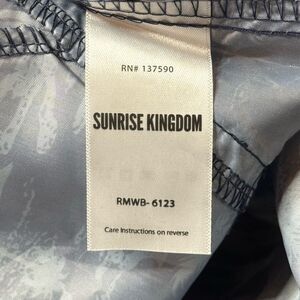 RN# 137590
SUNRISE KINGDOM
RMWB- 6123
Care Instructions on reverse